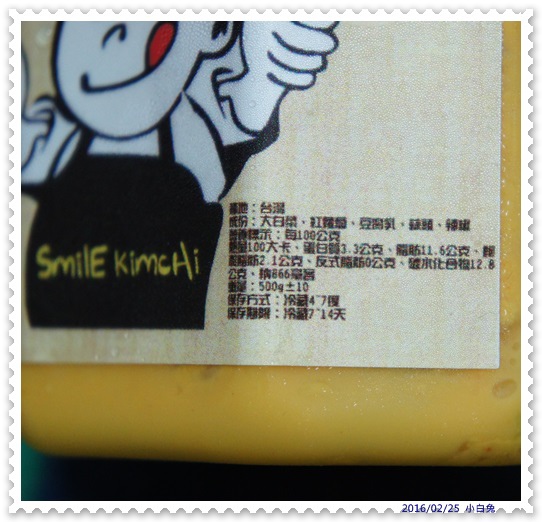 SmilE KimcHi
產地：台灣
成份：大白菜、紅蘿蔔、豆腐乳、蒜頭、辣椒
營養標示：每100公克
熱量100大卡、蛋白質3.3公克、脂肪11.6公克、飽
和脂肪2.1公克、反式脂肪0公克、碳水化合物12.8
公克、鈉866毫克
重量：500g±10
保存方式：冷藏4~7度
保存期限：冷藏7~14天
2016/02/25 小白兔